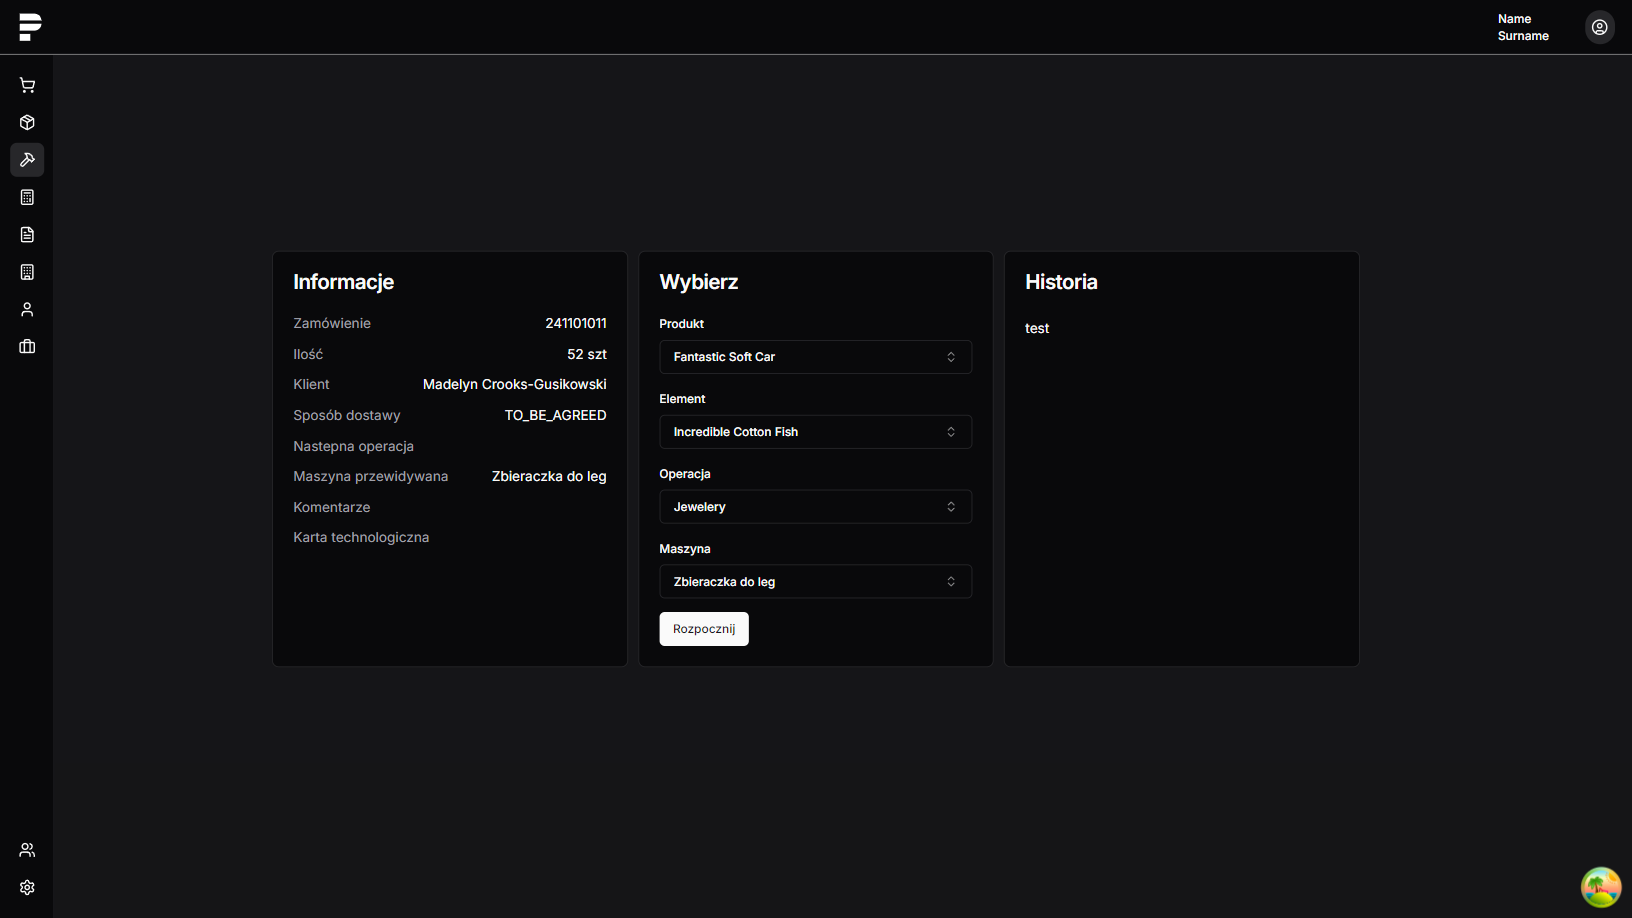 Name
Surname
Informacje
Zamówienie 241101011
Ilość 52 szt
Klient Madelyn Crooks-Gusikowski
Sposób dostawy TO_BE_AGREED
Nastepna operacja
Maszyna przewidywana Zbieraczka do leg
Komentarze
Karta technologiczna
Wybierz
Produkt
Fantastic Soft Car
Element
Incredible Cotton Fish
Operacja
Jewelery
Maszyna
Zbieraczka do leg
Rozpocznij
Historia
test